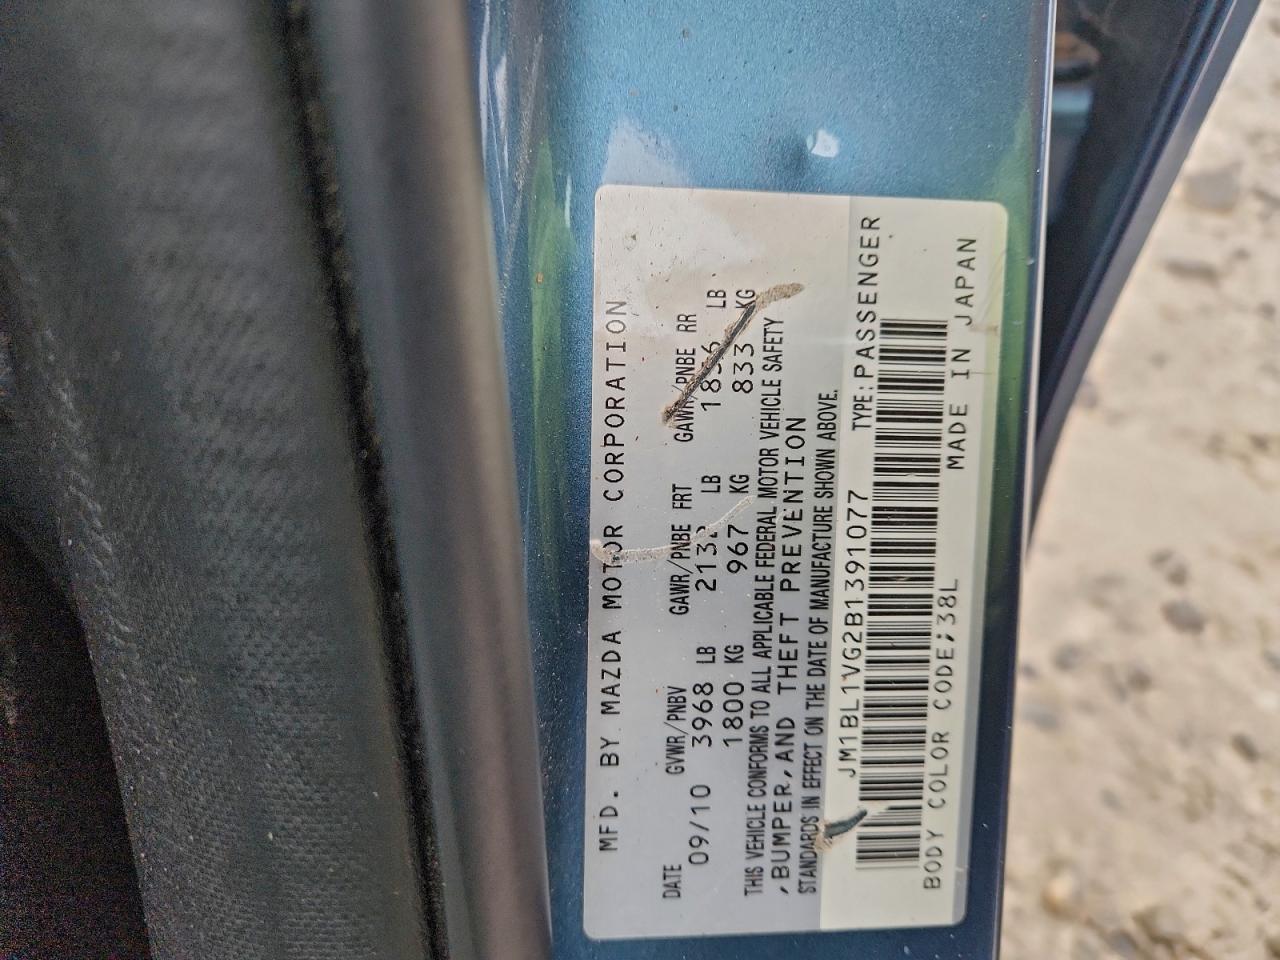 MFD. BY MAZDA MOTOR CORPORATION
DATE GVWR/PNBV GAWR/PNBE FRT GAWR/PNBE RR
09/10 3968 LB LB LB
1800 KG 967 KG 833 KG
THIS VEHICLE CONFORMS TO ALL APPLICABLE FEDERAL MOTOR VEHICLE SAFETY
,BUMPER,AND THEFT PREVENTION
STANDARDS IN EFFECT ON THE DATE OF MANUFACTURE SHOWN ABOVE.
JM1BL1VG2B1391077 TYPE:PASSENGER
BODY COLOR CODE;38L MADE IN JAPAN